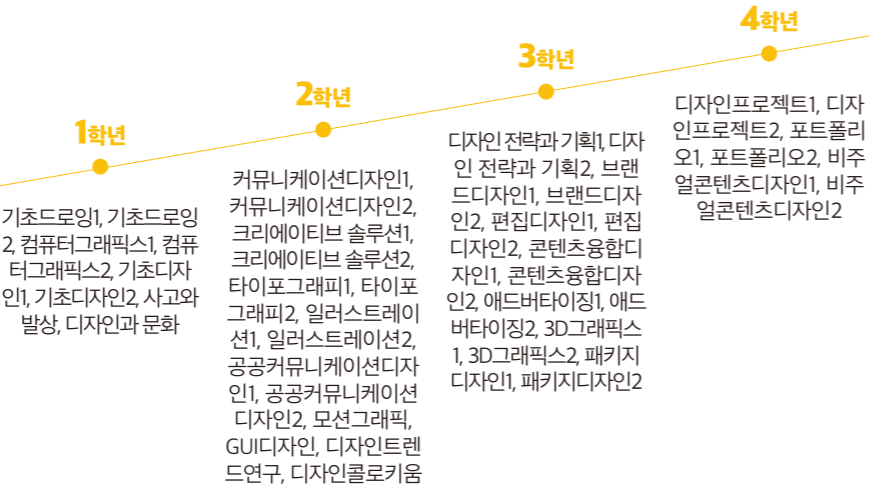 1학년
기초드로잉1, 기초드로잉
2, 컴퓨터그래픽스1, 컴퓨
터그래픽스2, 기초디자
인1, 기초디자인2, 사고와
발상, 디자인과 문화
2학년
커뮤니케이션디자인1,
커뮤니케이션디자인2,
크리에이티브 솔루션1,
크리에이티브 솔루션2,
타이포그래피1, 타이포
그래피2, 일러스트레이
션1, 일러스트레이션2,
공공커뮤니케이션디자
인1, 공공커뮤니케이션
디자인2, 모션그래픽,
GUI디자인, 디자인트렌
드연구, 디자인콜로키움
3학년
디자인 전략과 기획1, 디자
인 전략과 기획2, 브랜
드디자인1, 브랜드디자
인2, 편집디자인1, 편집
디자인2, 콘텐츠융합디
자인1, 콘텐츠융합디자
인2, 애드버타이징1, 애드
버타이징2, 3D그래픽스
1, 3D그래픽스2, 패키지
디자인1, 패키지디자인2
4학년
디자인프로젝트1, 디자
인프로젝트2, 포트폴리
오1, 포트폴리오2, 비주
얼콘텐츠디자인1, 비주
얼콘텐츠디자인2